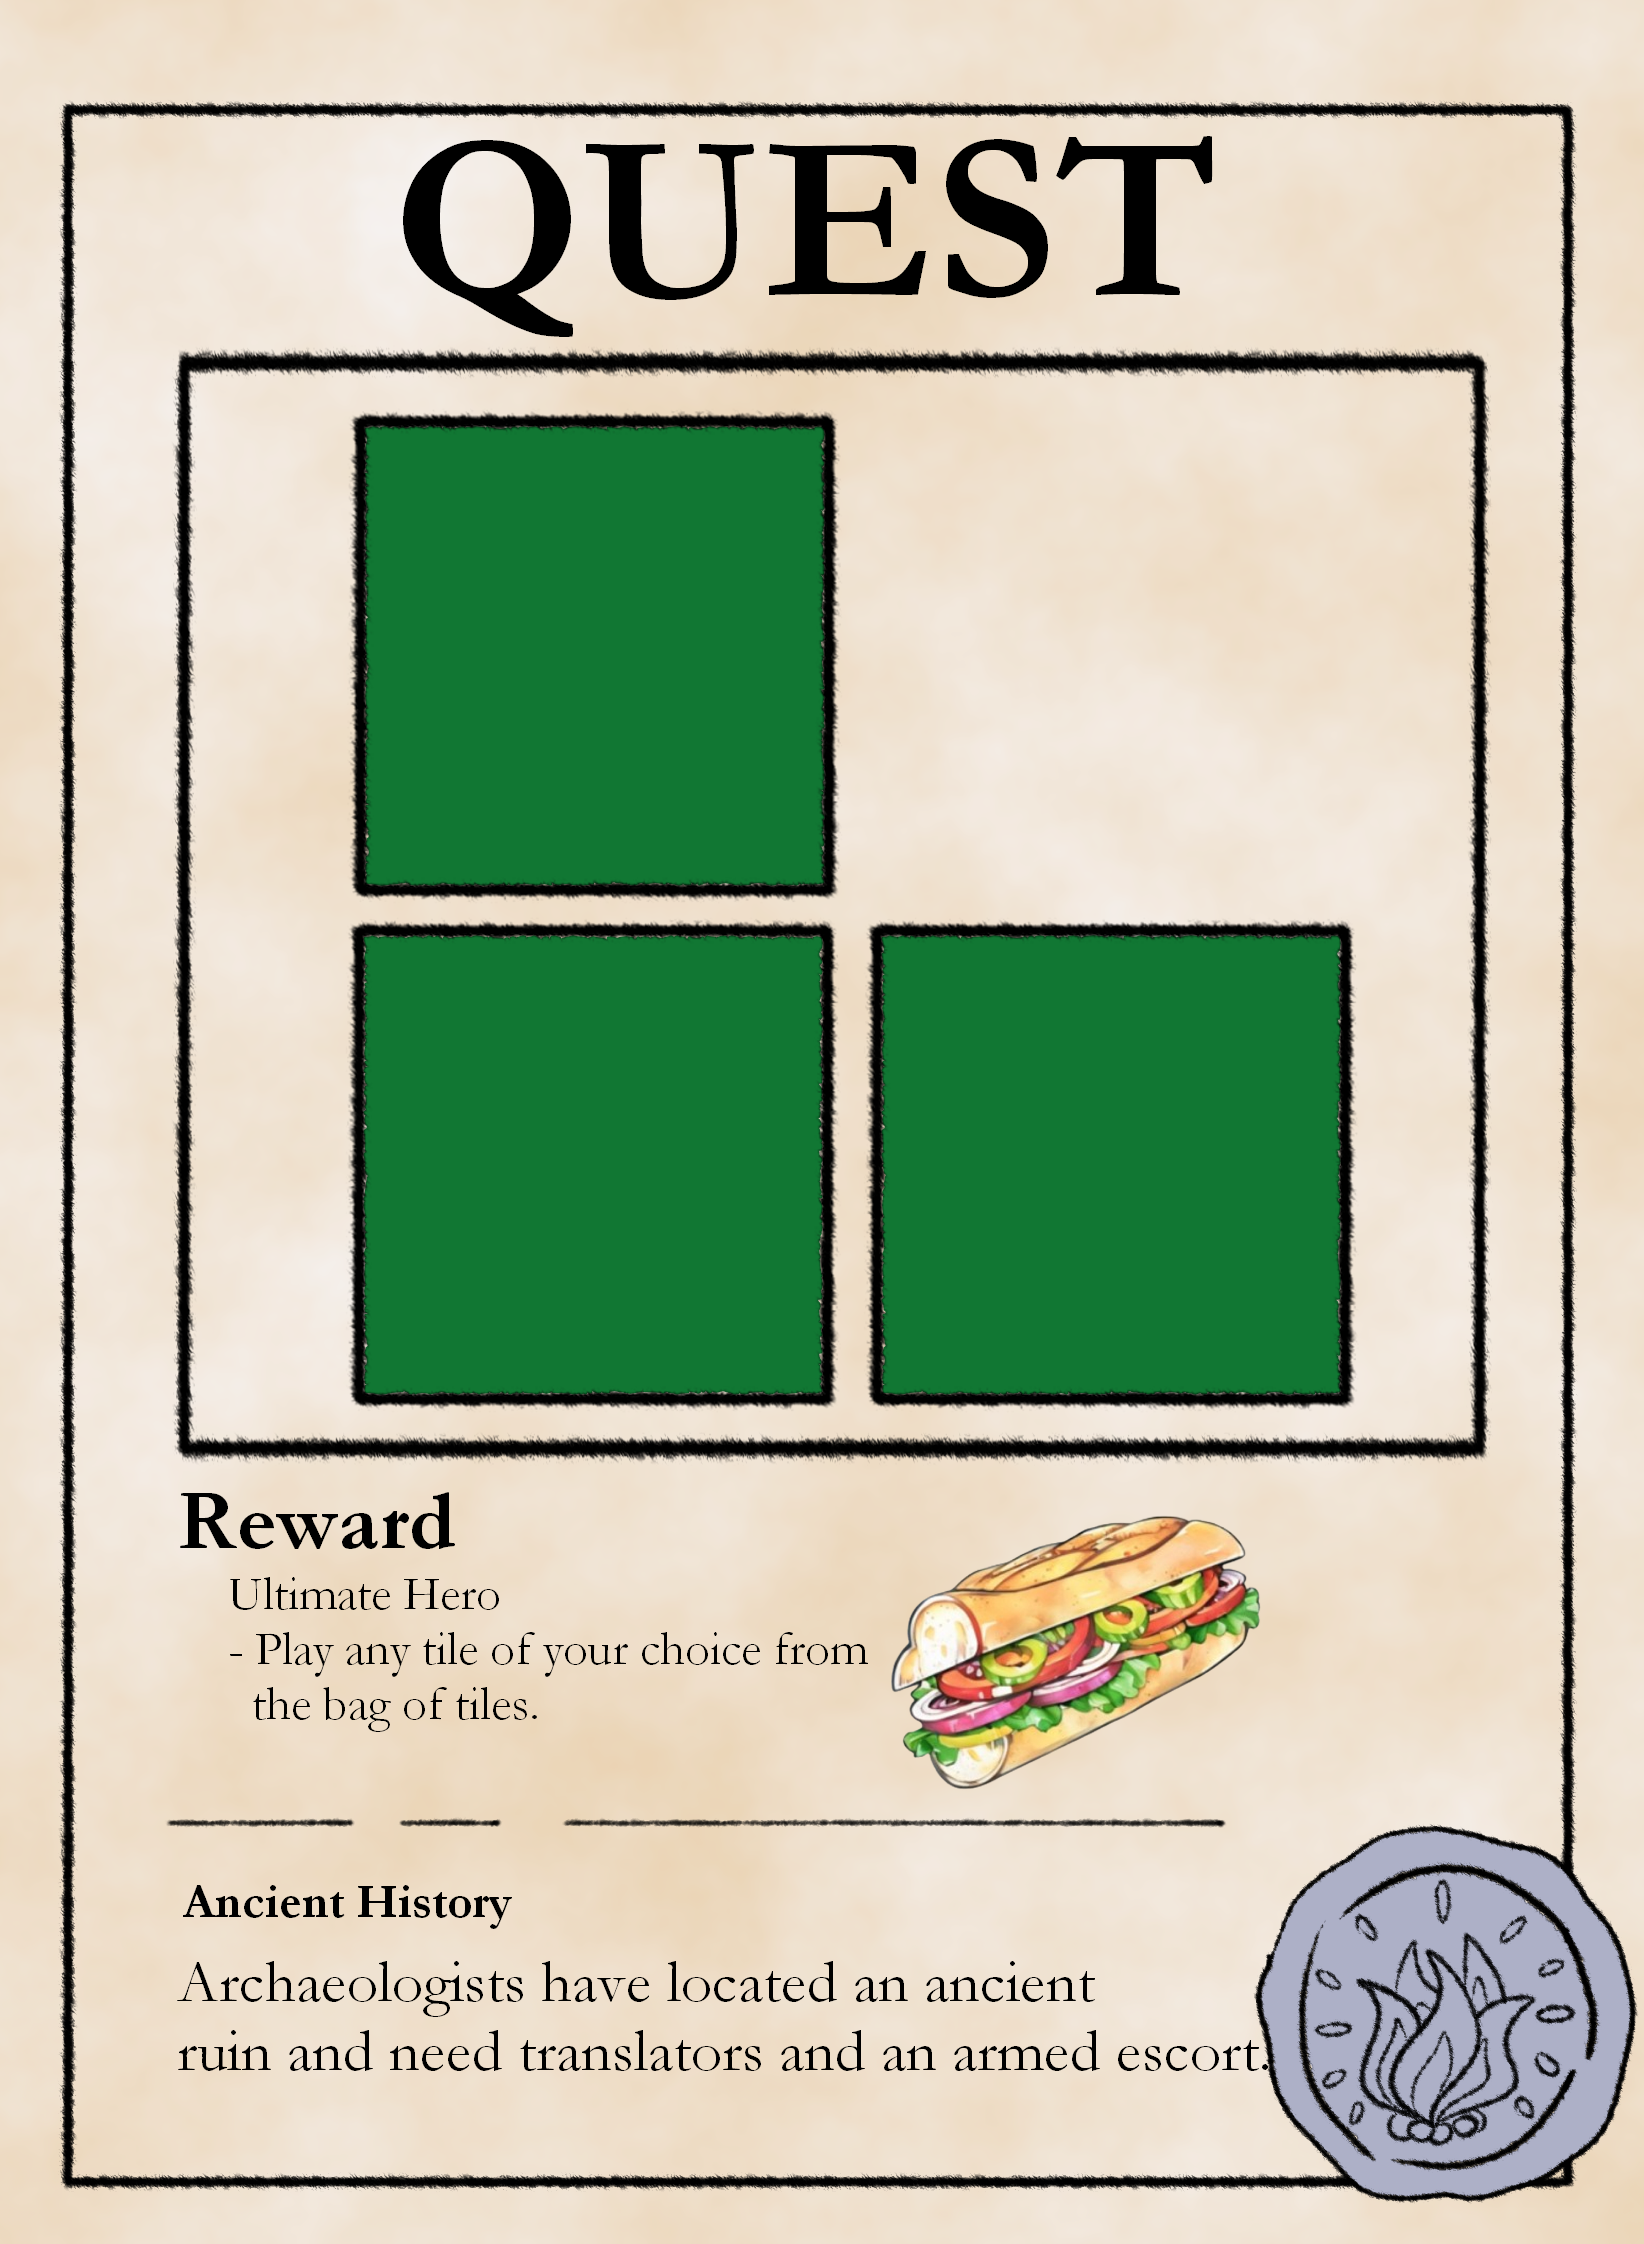 QUEST
Reward
Ultimate Hero
- Play any tile of your choice from
the bag of tiles.
Ancient History
Archaeologists have located an ancient
ruin and need translators and an armed escort.